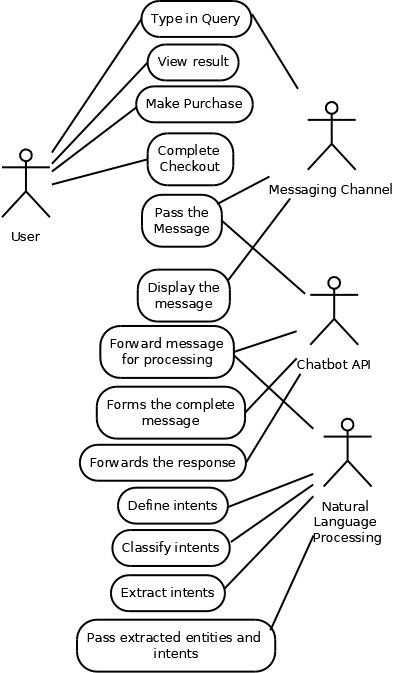 Type in Query
View result
Make Purchase
Complete
Checkout
Messaging Channel
User
Pass the
Message
Display the
message
Forward message
for processing
Chatbot API
Forms the complete
message
Forwards the response
Define intents
Natural
Language
Processing
Classify intents
Extract intents
Pass extracted entities and
intents